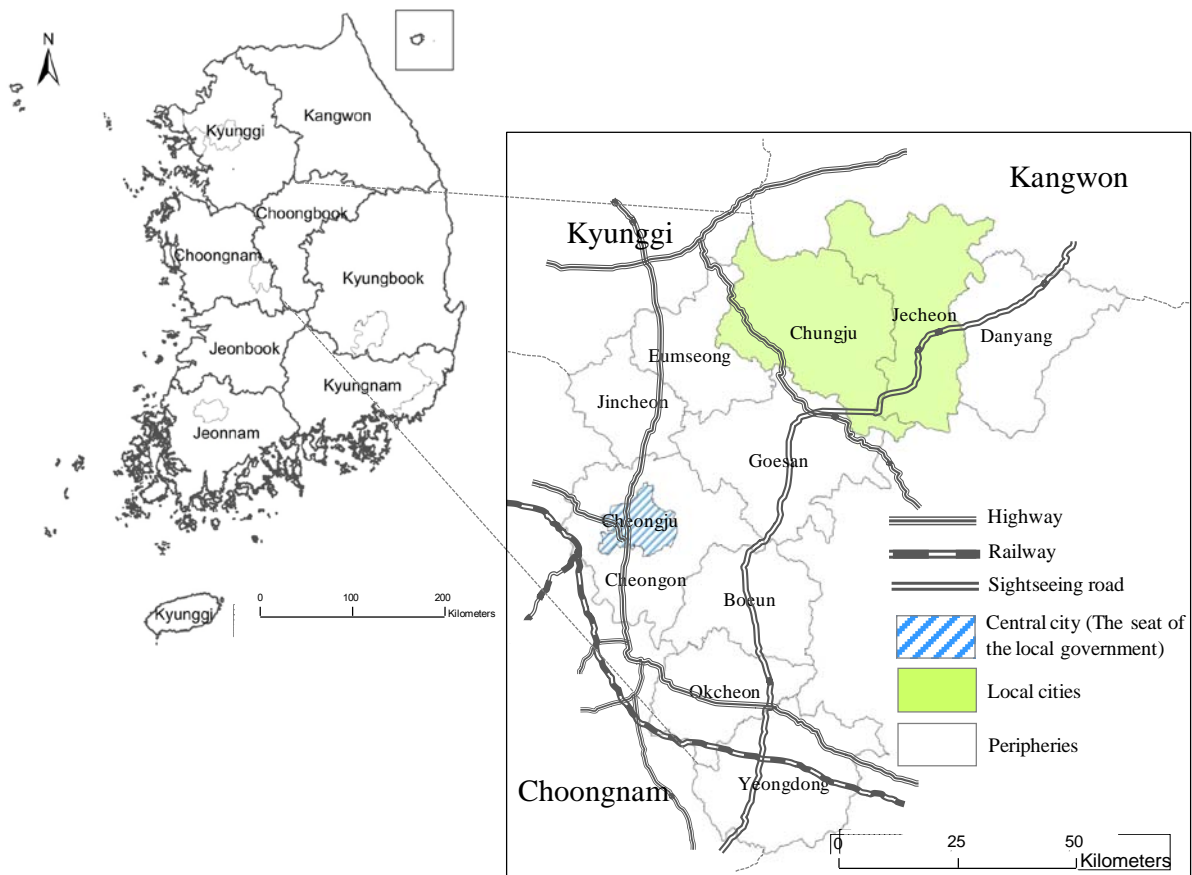 N
Kyunggi
Kangwon
Choongbook
Choongnam
Kyungbook
Jeonbook
Kyungnam
Jeonnam
Kyunggi
0 100 200
Kilometers
Kangwon
Kyunggi
Jecheon
Chungju
Danyang
Eumseong
Jincheon
Goesan
Cheongju
Cheongon
Boeun
Okcheon
Yeongdong
Choongnam
Highway
Railway
Sightseeing road
Central city (The seat of
the local government)
Local cities
Peripheries
0 25 50
Kilometers